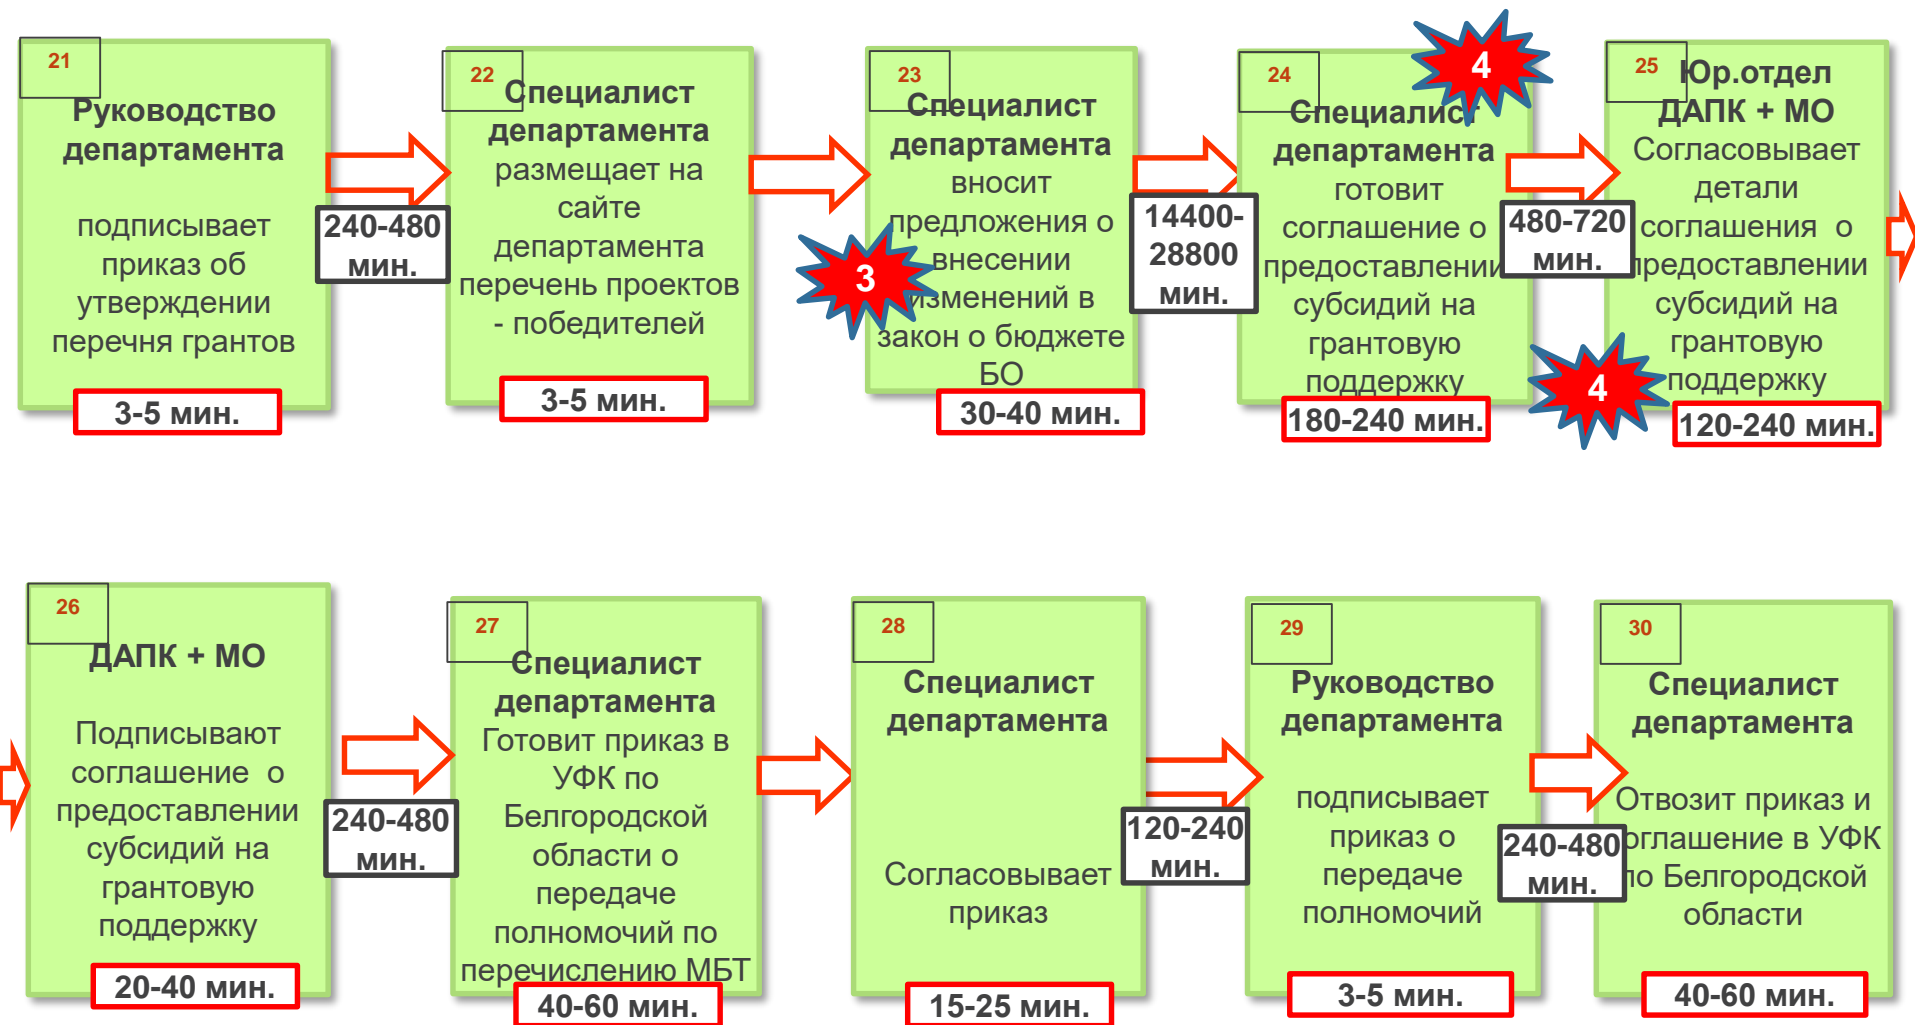 21
Руководство
департамента
подписывает
приказ об
утверждении
перечня грантов
3-5 мин.
240-480
мин.
22
Специалист
департамента
размещает на
сайте
департамента
перечень проектов
- победителей
3-5 мин.
23
Специалист
департамента
вносит
предложения о
внесении
изменений в
закон о бюджете
БО
3
30-40 мин.
14400-
28800
мин.
24
4
Специалист
департамента
готовит
соглашение о
предоставлении
субсидий на
грантовую
поддержку
180-240 мин.
480-720
мин.
25
Юр.отдел
ДАПК + МО
Согласовывает
детали
соглашения о
предоставлении
субсидий на
грантовую
поддержку
4
120-240 мин.
26
ДАПК + МО
Подписывают
соглашение о
предоставлении
субсидий на
грантовую
поддержку
20-40 мин.
240-480
мин.
27
Специалист
департамента
Готовит приказ в
УФК по
Белгородской
области о
передаче
полномочий по
перечислению МБТ
40-60 мин.
28
Специалист
департамента
Согласовывает
приказ
15-25 мин.
120-240
мин.
29
Руководство
департамента
подписывает
приказ о
передаче
полномочий
3-5 мин.
240-480
мин.
30
Специалист
департамента
Отвозит приказ и
соглашение в УФК
по Белгородской
области
40-60 мин.